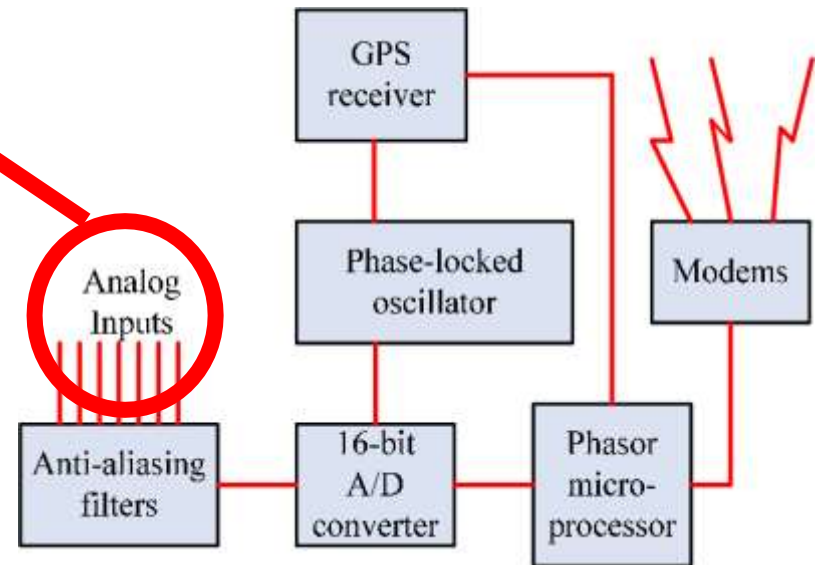 GPS
receiver
Phase-locked
oscillator
Modems
Analog
Inputs
Anti-aliasing
filters
16-bit
A/D
converter
Phasor
micro-
processor